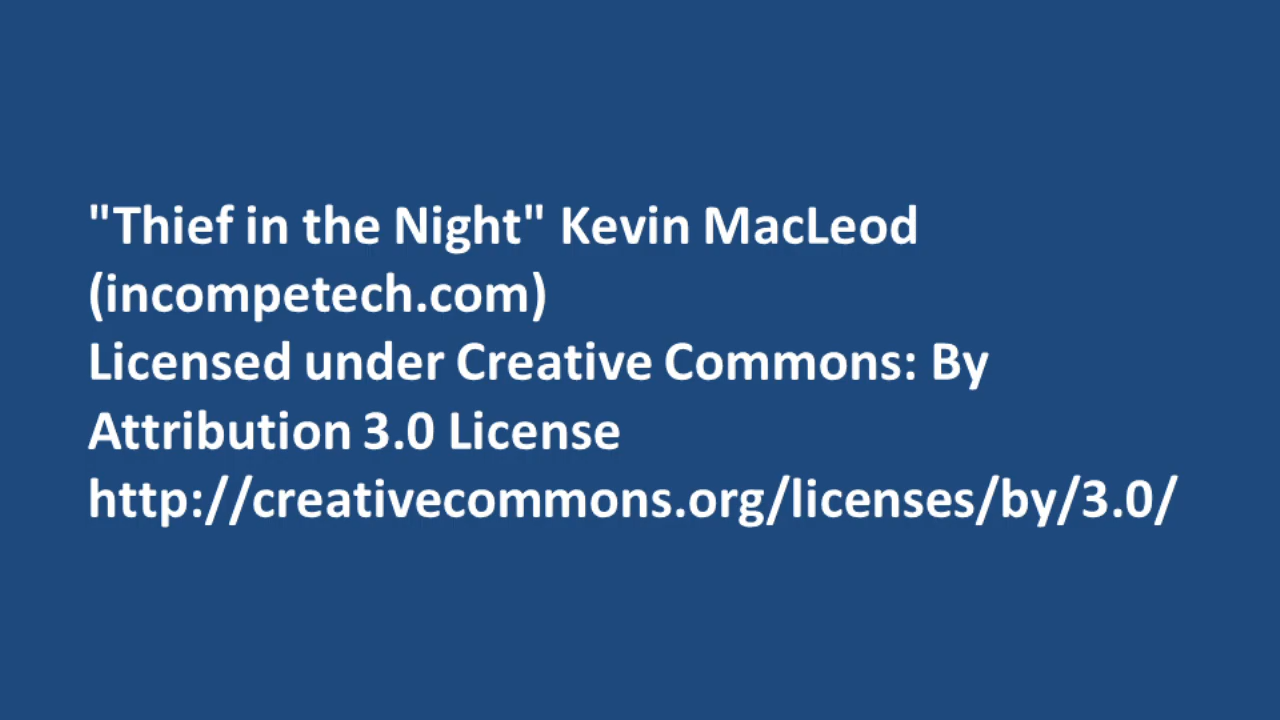 "Thief in the Night" Kevin MacLeod
(incompetech.com)
Licensed under Creative Commons: By
Attribution 3.0 License
http://creativecommons.org/licenses/by/3.0/